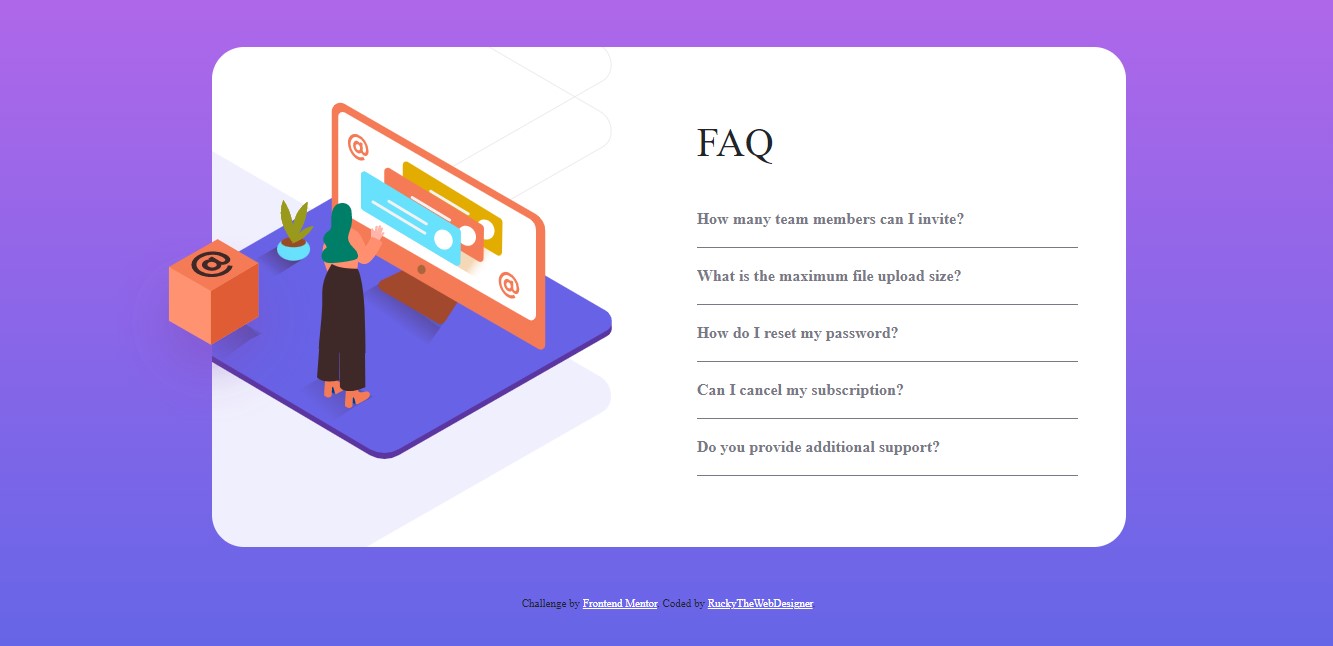 @
@
@
FAQ
How many team members can I invite?
What is the maximum file upload size?
How do I reset my password?
Can I cancel my subscription?
Do you provide additional support?
Challenge by Frontend Mentor. Coded by RuckyTheWebDesigner.